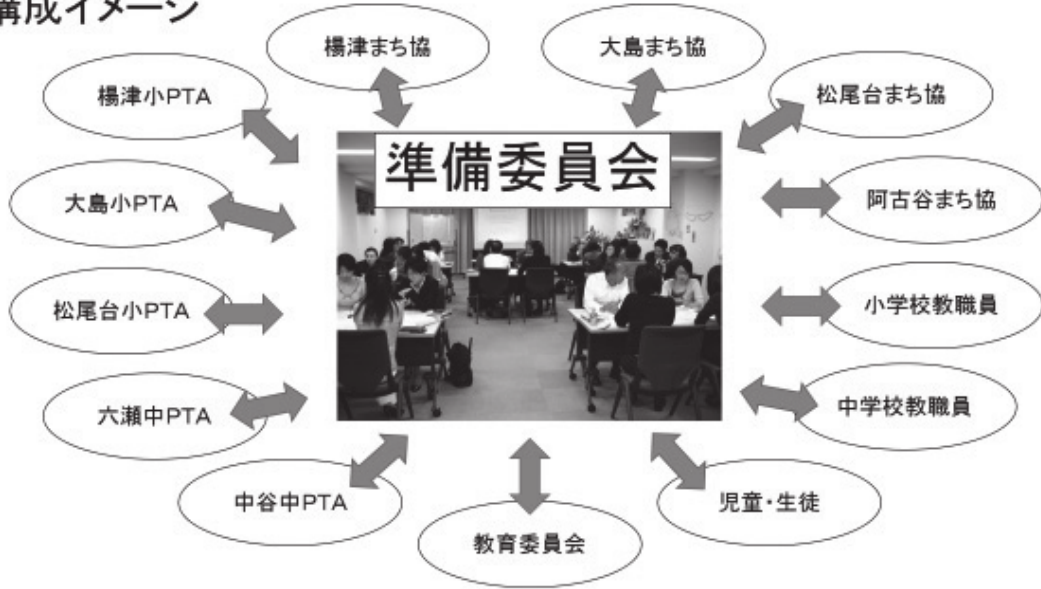 構成イメージ
楊津まち協
大島まち協
楊津小PTA
松尾台まち協
準備委員会
大島小PTA
阿古谷まち協
松尾台小PTA
小学校教職員
六瀬中PTA
中学校教職員
中谷中PTA
児童・生徒
教育委員会